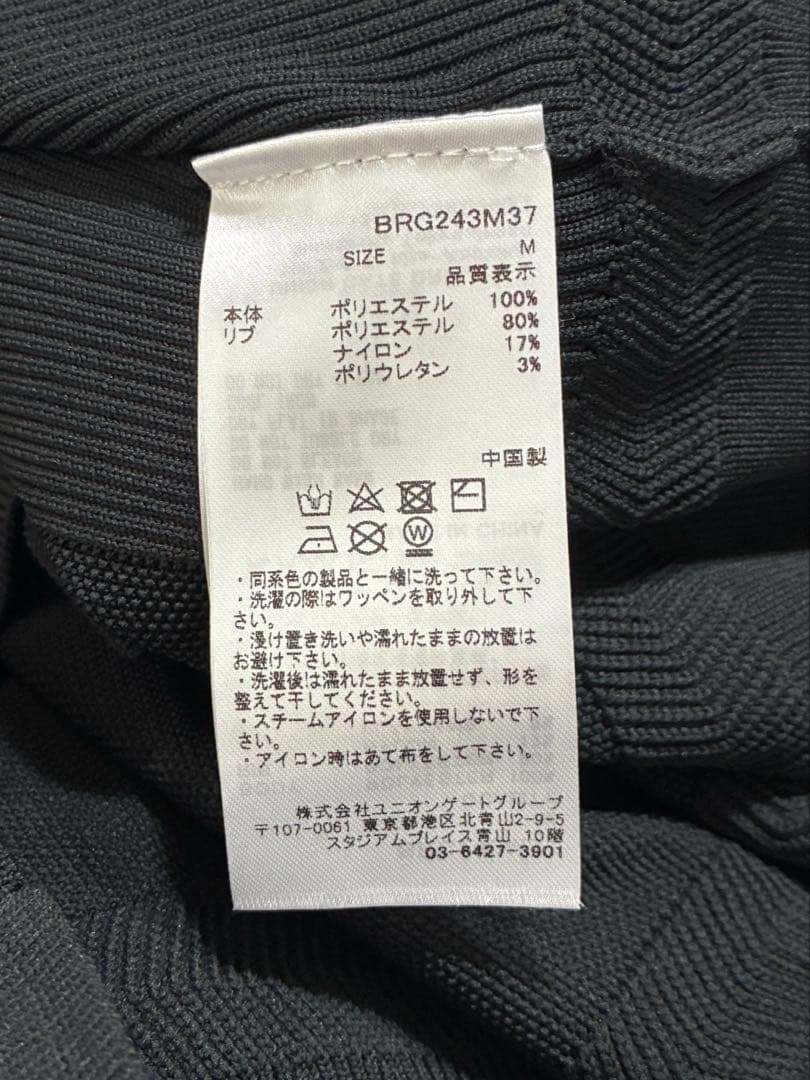 BRG243M37
SIZE M
品質表示
本体 ポリエステル 100%
リブ ポリエステル 80%
ナイロン 17%
ポリウレタン 3%
中国製
・同系色の製品と一緒に洗って下さい。
・洗濯の際はワッペンを取り外して下
さい。
・浸け置き洗いや濡れたままの放置は
お避け下さい。
・洗濯後は濡れたまま放置せず、形を
整えて干してください。
・スチームアイロンを使用しないで下
さい。
・アイロン時はあて布をして下さい。
株式会社ユニオンゲートグループ
〒107-0061 東京都港区北青山2-9-5
スタジアムプレイス青山 10階
03-6427-3901